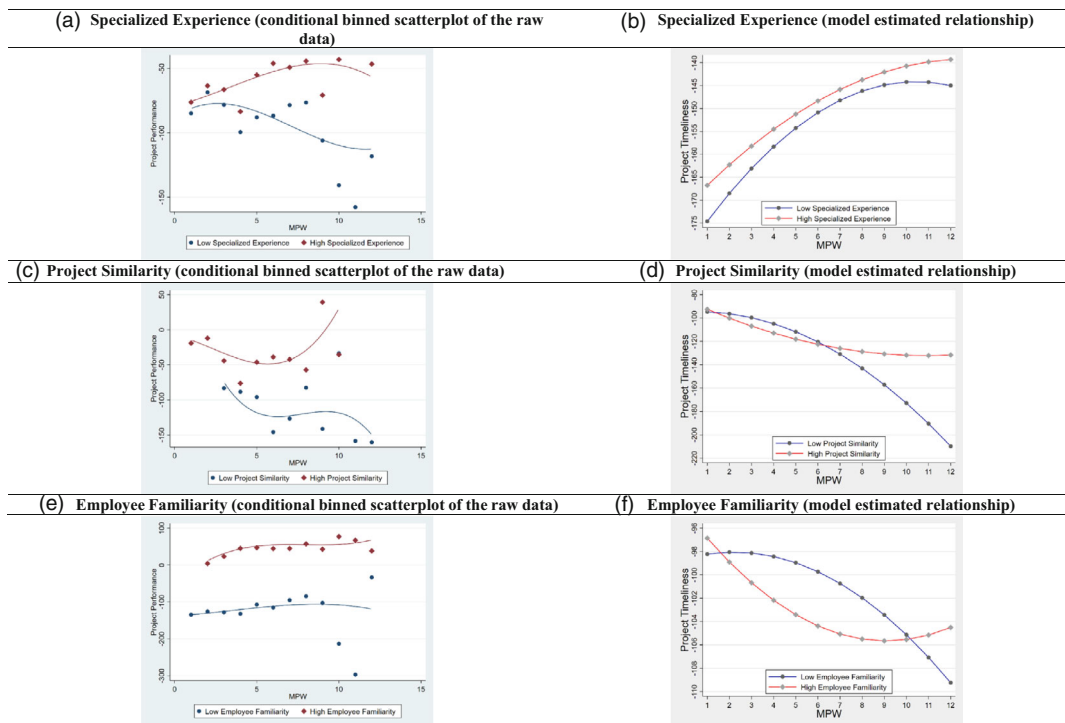 (a) Specialized Experience (conditional binned scatterplot of the raw
data)
Project Performance
-50
-100
-150
0 5 10 15
MPW
Low Specialized Experience High Specialized Experience
(b) Specialized Experience (model estimated relationship)
Project Timeliness
-140
-145
-150
-155
-160
-165
-170
-175
1 2 3 4 5 6 7 8 9 10 11 12
MPW
Low Specialized Experience
High Specialized Experience
(c) Project Similarity (conditional binned scatterplot of the raw data)
Project Performance
50
0
-50
-100
-150
0 5 10 15
MPW
Low Project Similarity High Project Similarity
(d) Project Similarity (model estimated relationship)
Project Timeliness
-80
-100
-120
-140
-160
-180
-200
-220
1 2 3 4 5 6 7 8 9 10 11 12
MPW
Low Project Similarity
High Project Similarity
(e) Employee Familiarity (conditional binned scatterplot of the raw data)
Project Performance
100
0
-100
-200
-300
0 5 10 15
MPW
Low Employee Familiarity High Employee Familiarity
(f) Employee Familiarity (model estimated relationship)
Project Timeliness
-96
-98
-100
-102
-104
-106
-108
-110
1 2 3 4 5 6 7 8 9 10 11 12
MPW
Low Employee Familiarity
High Employee Familiarity